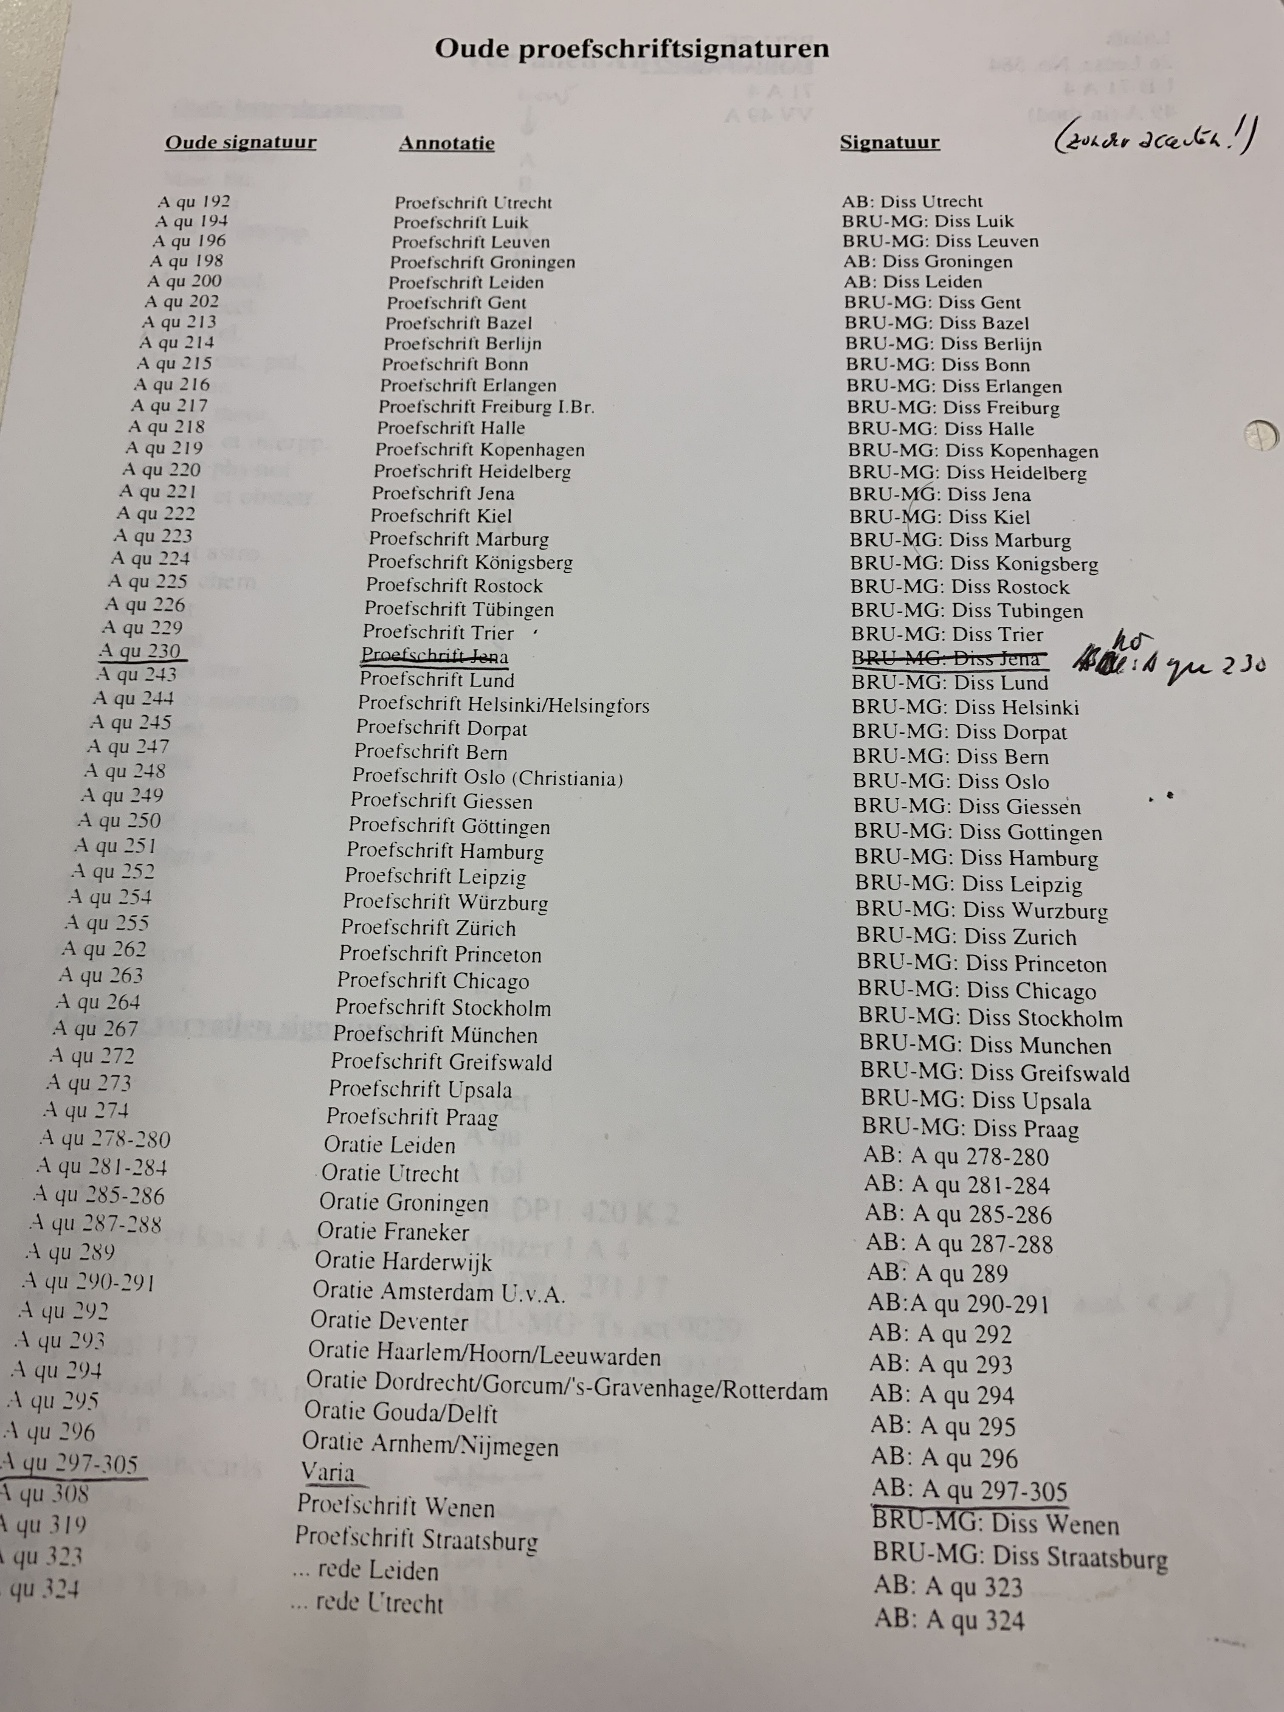 Oude proefschriftsignaturen
Oude signatuur Annotatie Signatuur (zonder accenten!)
A qu 192 Proefschrift Utrecht AB: Diss Utrecht
A qu 194 Proefschrift Luik BRU-MG: Diss Luik
A qu 196 Proefschrift Leuven BRU-MG: Diss Leuven
A qu 198 Proefschrift Groningen AB: Diss Groningen
A qu 200 Proefschrift Leiden AB: Diss Leiden
A qu 202 Proefschrift Gent BRU-MG: Diss Gent
A qu 213 Proefschrift Bazel BRU-MG: Diss Bazel
A qu 214 Proefschrift Berlijn BRU-MG: Diss Berlijn
A qu 215 Proefschrift Bonn BRU-MG: Diss Bonn
A qu 216 Proefschrift Erlangen BRU-MG: Diss Erlangen
A qu 217 Proefschrift Freiburg I.Br. BRU-MG: Diss Freiburg
A qu 218 Proefschrift Halle BRU-MG: Diss Halle
A qu 219 Proefschrift Kopenhagen BRU-MG: Diss Kopenhagen
A qu 220 Proefschrift Heidelberg BRU-MG: Diss Heidelberg
A qu 221 Proefschrift Jena BRU-MG: Diss Jena
A qu 222 Proefschrift Kiel BRU-MG: Diss Kiel
A qu 223 Proefschrift Marburg BRU-MG: Diss Marburg
A qu 224 Proefschrift Königsberg BRU-MG: Diss Konigsberg
A qu 225 Proefschrift Rostock BRU-MG: Diss Rostock
A qu 226 Proefschrift Tübingen BRU-MG: Diss Tubingen
A qu 229 Proefschrift Trier BRU-MG: Diss Trier
A qu 230 Proefschrift Jena BRU-MG: Diss Jena : A qu 230
A qu 243 Proefschrift Lund BRU-MG: Diss Lund
A qu 244 Proefschrift Helsinki/Helsingfors BRU-MG: Diss Helsinki
A qu 245 Proefschrift Dorpat BRU-MG: Diss Dorpat
A qu 247 Proefschrift Bern BRU-MG: Diss Bern
A qu 248 Proefschrift Oslo (Christiania) BRU-MG: Diss Oslo
A qu 249 Proefschrift Giessen BRU-MG: Diss Giessen
A qu 250 Proefschrift Göttingen BRU-MG: Diss Gottingen
A qu 251 Proefschrift Hamburg BRU-MG: Diss Hamburg
A qu 252 Proefschrift Leipzig BRU-MG: Diss Leipzig
A qu 254 Proefschrift Würzburg BRU-MG: Diss Wurzburg
A qu 255 Proefschrift Zürich BRU-MG: Diss Zurich
A qu 262 Proefschrift Princeton BRU-MG: Diss Princeton
A qu 263 Proefschrift Chicago BRU-MG: Diss Chicago
A qu 264 Proefschrift Stockholm BRU-MG: Diss Stockholm
A qu 267 Proefschrift München BRU-MG: Diss Munchen
A qu 272 Proefschrift Greifswald BRU-MG: Diss Greifswald
A qu 273 Proefschrift Upsala BRU-MG: Diss Upsala
A qu 274 Proefschrift Praag BRU-MG: Diss Praag
A qu 278-280 Oratie Leiden AB: A qu 278-280
A qu 281-284 Oratie Utrecht AB: A qu 281-284
A qu 285-286 Oratie Groningen AB: A qu 285-286
A qu 287-288 Oratie Franeker AB: A qu 287-288
A qu 289 Oratie Harderwijk AB: A qu 289
A qu 290-291 Oratie Amsterdam U.v.A. AB:A qu 290-291
A qu 292 Oratie Deventer AB: A qu 292
A qu 293 Oratie Haarlem/Hoorn/Leeuwarden AB: A qu 293
A qu 294 Oratie Dordrecht/Gorcum/'s-Gravenhage/Rotterdam AB: A qu 294
A qu 295 Oratie Gouda/Delft AB: A qu 295
A qu 296 Oratie Arnhem/Nijmegen AB: A qu 296
A qu 297-305 Varia AB: A qu 297-305
A qu 308 Proefschrift Wenen BRU-MG: Diss Wenen
A qu 319 Proefschrift Straatsburg BRU-MG: Diss Straatsburg
A qu 323 ... rede Leiden AB: A qu 323
qu 324 ... rede Utrecht AB: A qu 324